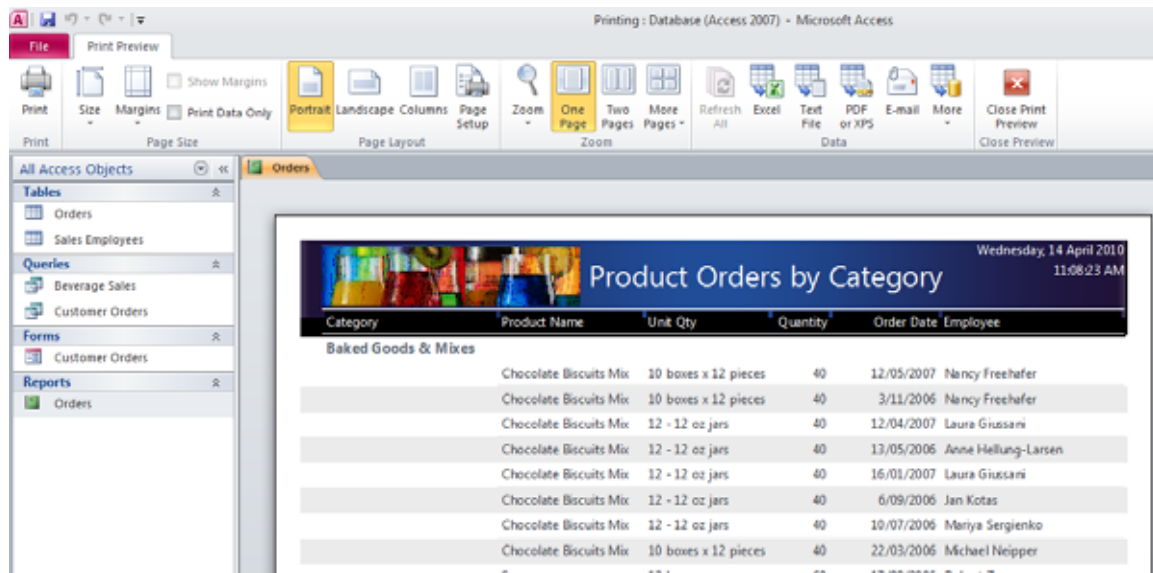 Printing : Database (Access 2007) - Microsoft Access
File Print Preview
Show Margins
Print Data Only
Print Size Margins Portrait Landscape Columns Page Setup Zoom One Page Two Pages More Pages Refresh All Excel Text File PDF or XPS E-mail More Close Print Preview
Print Page Size Page Layout Zoom Data Close Preview
All Access Objects
Orders
Tables
Orders
Sales Employees
Queries
Beverage Sales
Customer Orders
Forms
Customer Orders
Reports
Orders
Wednesday, 14 April 2010
11:08:23 AM
Product Orders by Category
Category Product Name Unit Qty Quantity Order Date Employee
Baked Goods & Mixes
Chocolate Biscuits Mix 10 boxes x 12 pieces 40 12/05/2007 Nancy Freehafer
Chocolate Biscuits Mix 10 boxes x 12 pieces 40 3/11/2006 Nancy Freehafer
Chocolate Biscuits Mix 12 - 12 oz jars 40 12/04/2007 Laura Giussani
Chocolate Biscuits Mix 12 - 12 oz jars 40 13/05/2006 Anne Hellung-Larsen
Chocolate Biscuits Mix 12 - 12 oz jars 40 16/01/2007 Laura Giussani
Chocolate Biscuits Mix 12 - 12 oz jars 40 6/09/2006 Jan Kotas
Chocolate Biscuits Mix 12 - 12 oz jars 40 10/07/2006 Mariya Sergienko
Chocolate Biscuits Mix 10 boxes x 12 pieces 40 22/03/2006 Michael Neipper